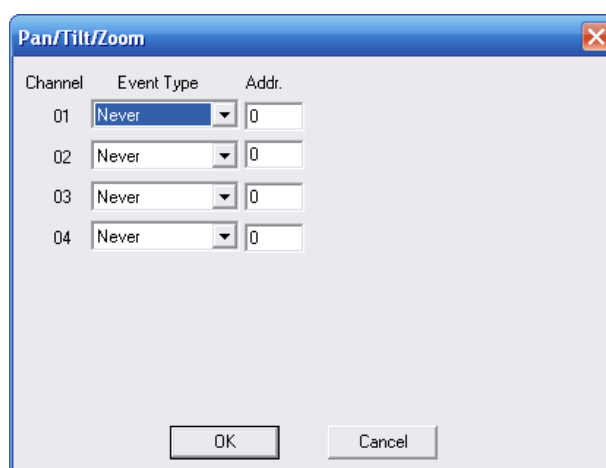 Pan/Tilt/Zoom
Channel Event Type Addr.
01 Never 0
02 Never 0
03 Never 0
04 Never 0
OK Cancel